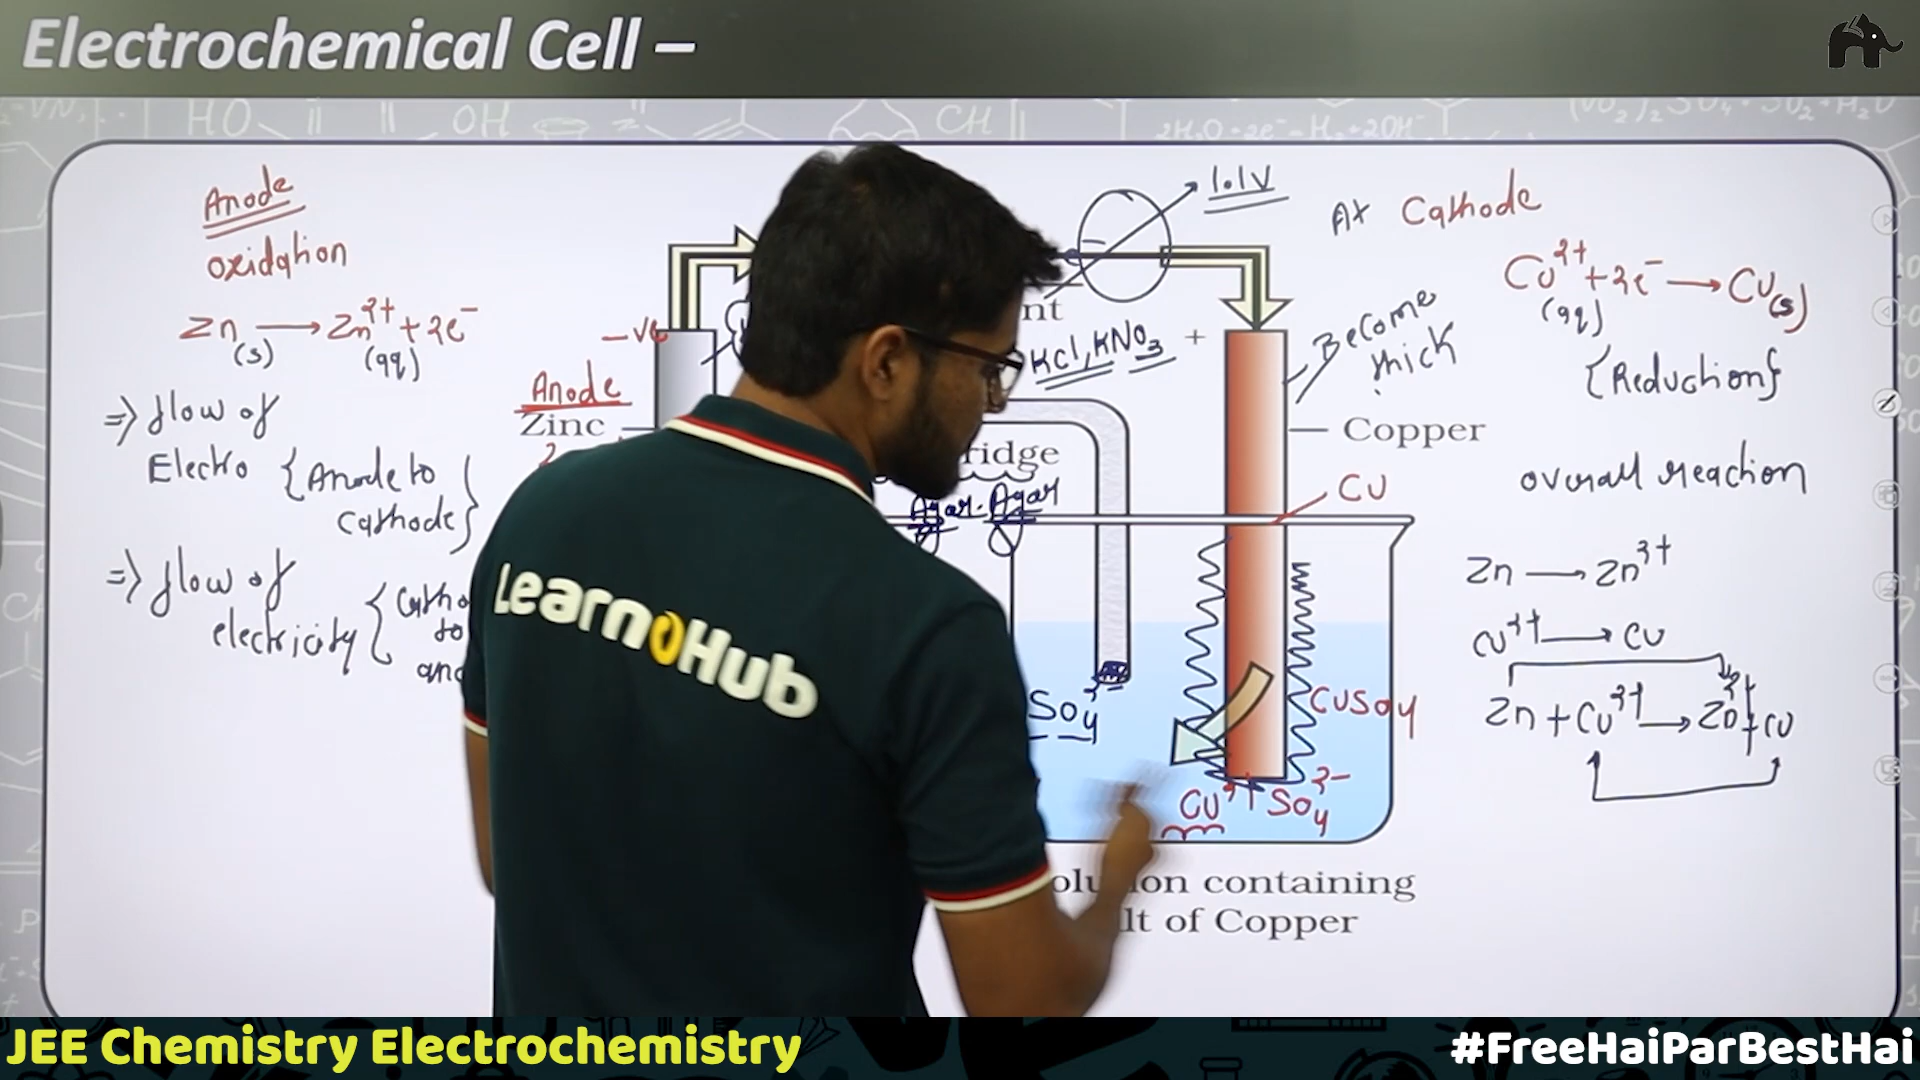 Electrochemical Cell –
Anode
oxidation
Zn(s) ⟶ Zn²⁺(aq) + 2e⁻
⇒ flow of
Electro { Anode to
cathode }
⇒ flow of
electricity {
to
–ve
Anode
Zinc
1.1V
KCl, KNO₃ +
Agar-Agar
SO₄
Become
thick
Copper
Cu
CuSO₄
Cu²⁺ SO₄²⁻
At Cathode
Cu²⁺(aq) + 2e⁻ ⟶ Cu(s)
{Reduction}
overall reaction
Zn ⟶ Zn²⁺
Cu²⁺ ⟶ Cu
Zn + Cu²⁺ ⟶ Zn²⁺ + Cu
containing
of Copper
Learn Hub
JEE Chemistry Electrochemistry
#FreeHaiParBestHai